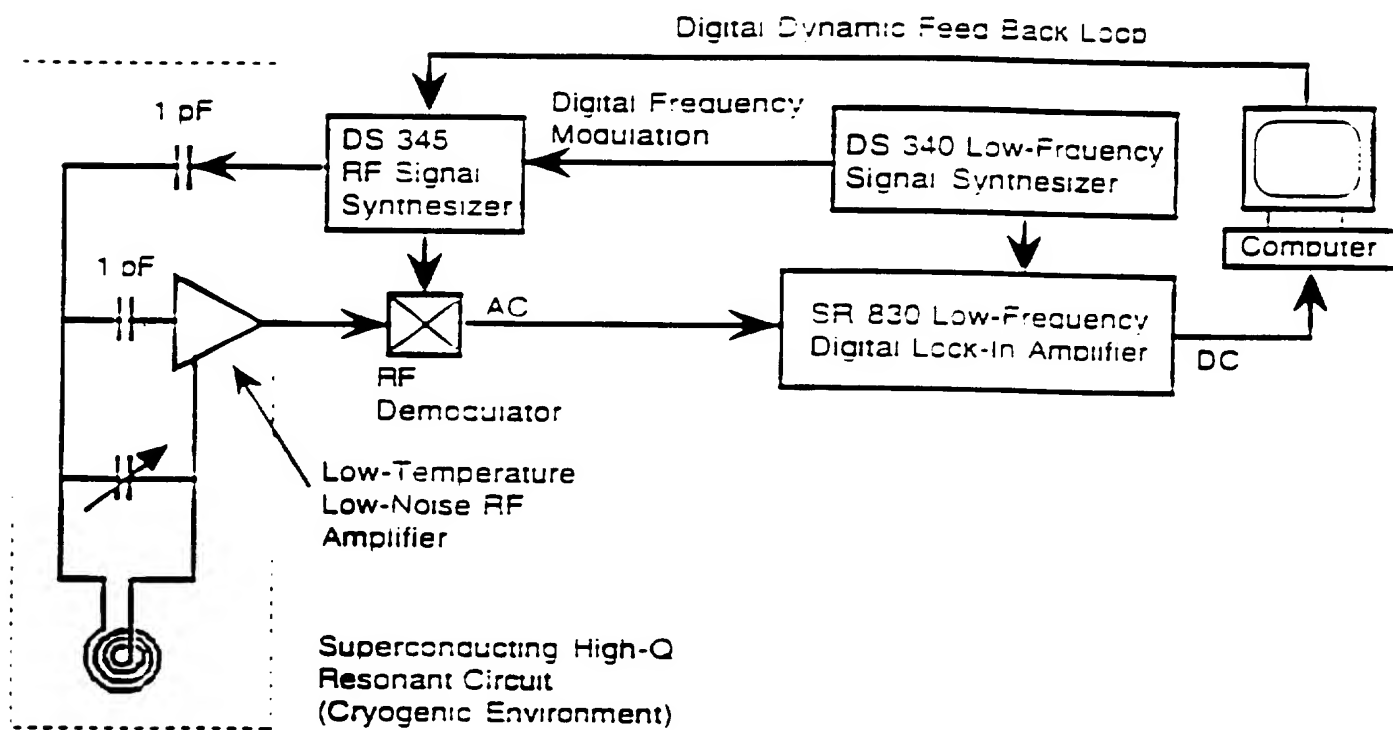 Digital Dynamic Feed Back Loop
1 pF
DS 345
RF Signal
Synthesizer
Digital Frequency
Modulation
DS 340 Low-Frquency
Signal Synthesizer
Computer
1 pF
AC
SR 830 Low-Frequency
Digital Lock-In Amplifier
DC
RF
Demodulator
Low-Temperature
Low-Noise RF
Amplifier
Superconducting High-Q
Resonant Circuit
(Cryogenic Environment)